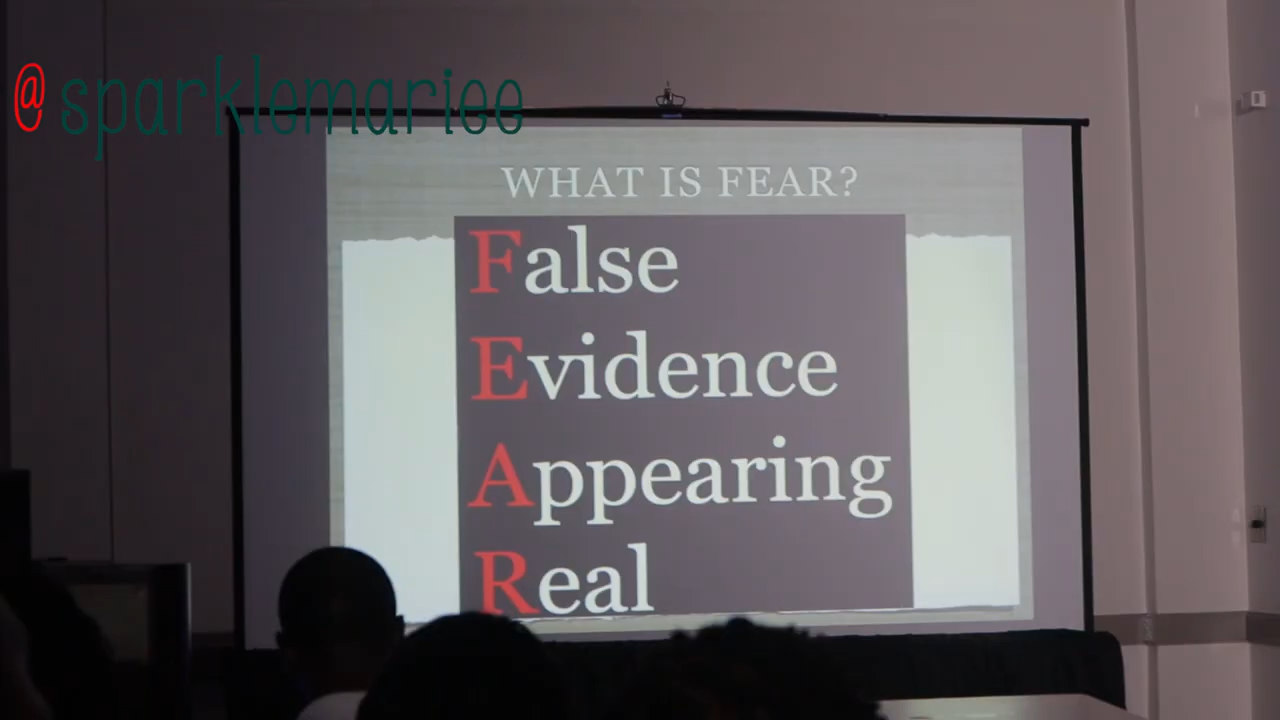 @sparklemariee
WHAT IS FEAR?
False
Evidence
Appearing
Real